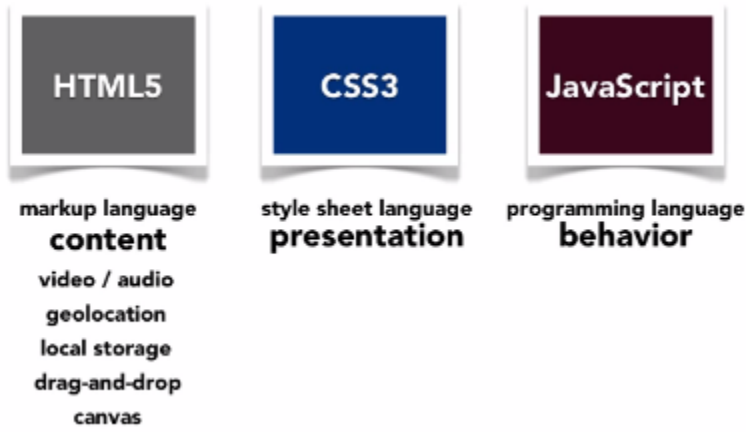 HTML5
markup language
content
video / audio
geolocation
local storage
drag-and-drop
canvas
CSS3
style sheet language
presentation
JavaScript
programming language
behavior